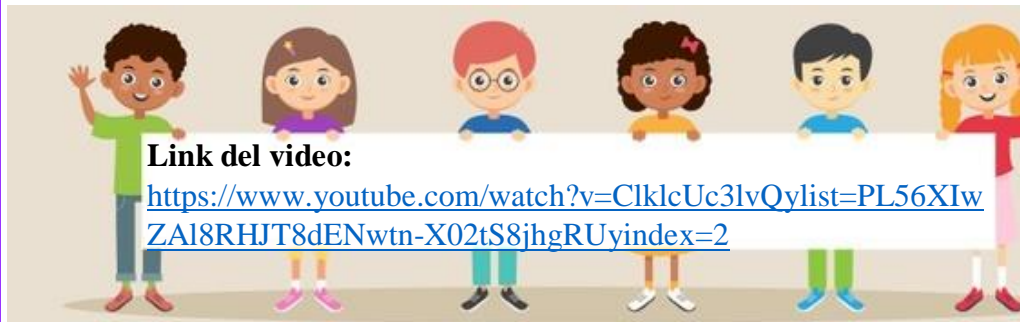 Link del video:
https://www.youtube.com/watch?v=ClklcUc3lvQylist=PL56XIw
ZAl8RHJT8dENwtn-X02tS8jhgRUyindex=2